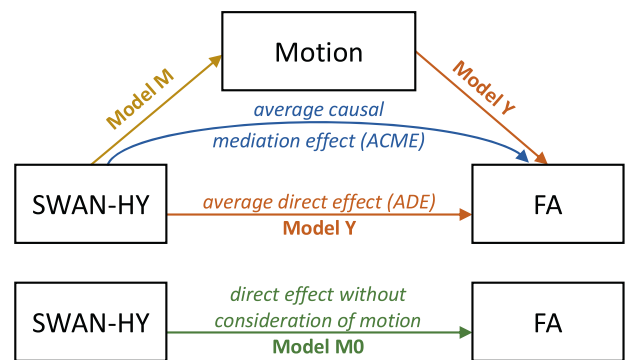 Motion
Model M
Model Y
average causal
mediation effect (ACME)
SWAN-HY
average direct effect (ADE)
Model Y
FA
SWAN-HY
direct effect without
consideration of motion
Model M0
FA